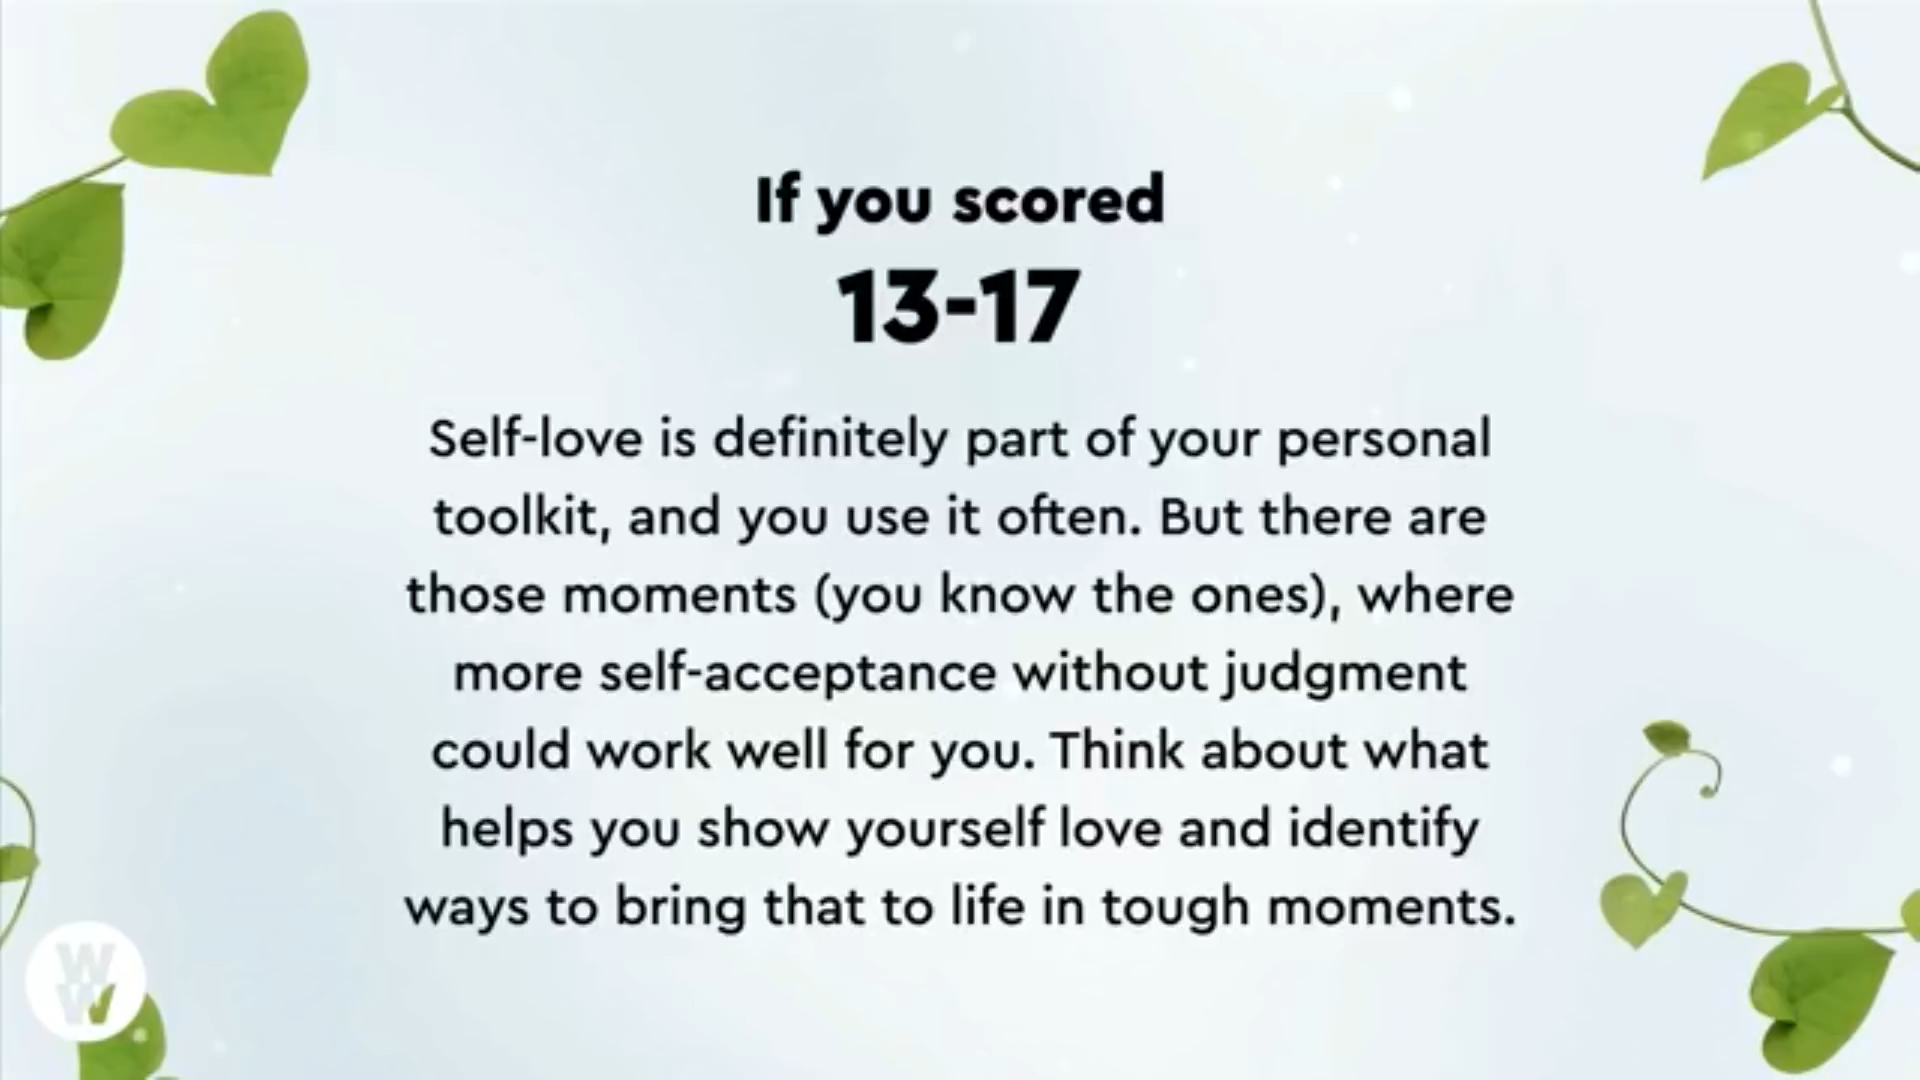 If you scored
13-17
Self-love is definitely part of your personal
toolkit, and you use it often. But there are
those moments (you know the ones), where
more self-acceptance without judgment
could work well for you. Think about what
helps you show yourself love and identify
ways to bring that to life in tough moments.
W
W